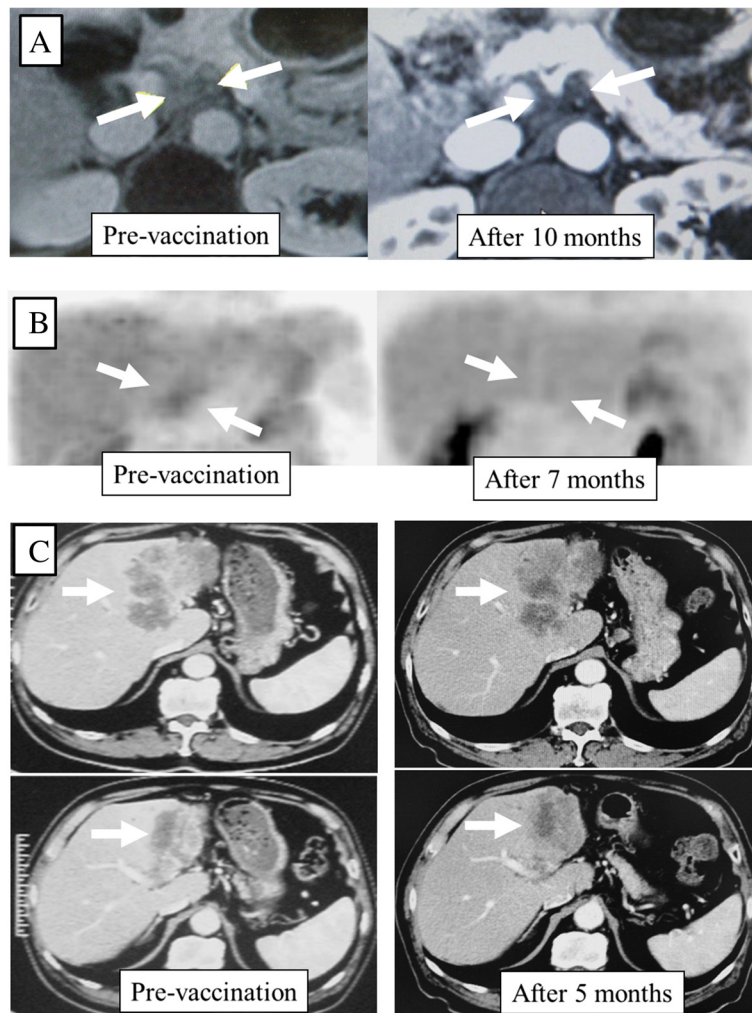 A
Pre-vaccination
After 10 months
B
Pre-vaccination
After 7 months
C
Pre-vaccination
After 5 months